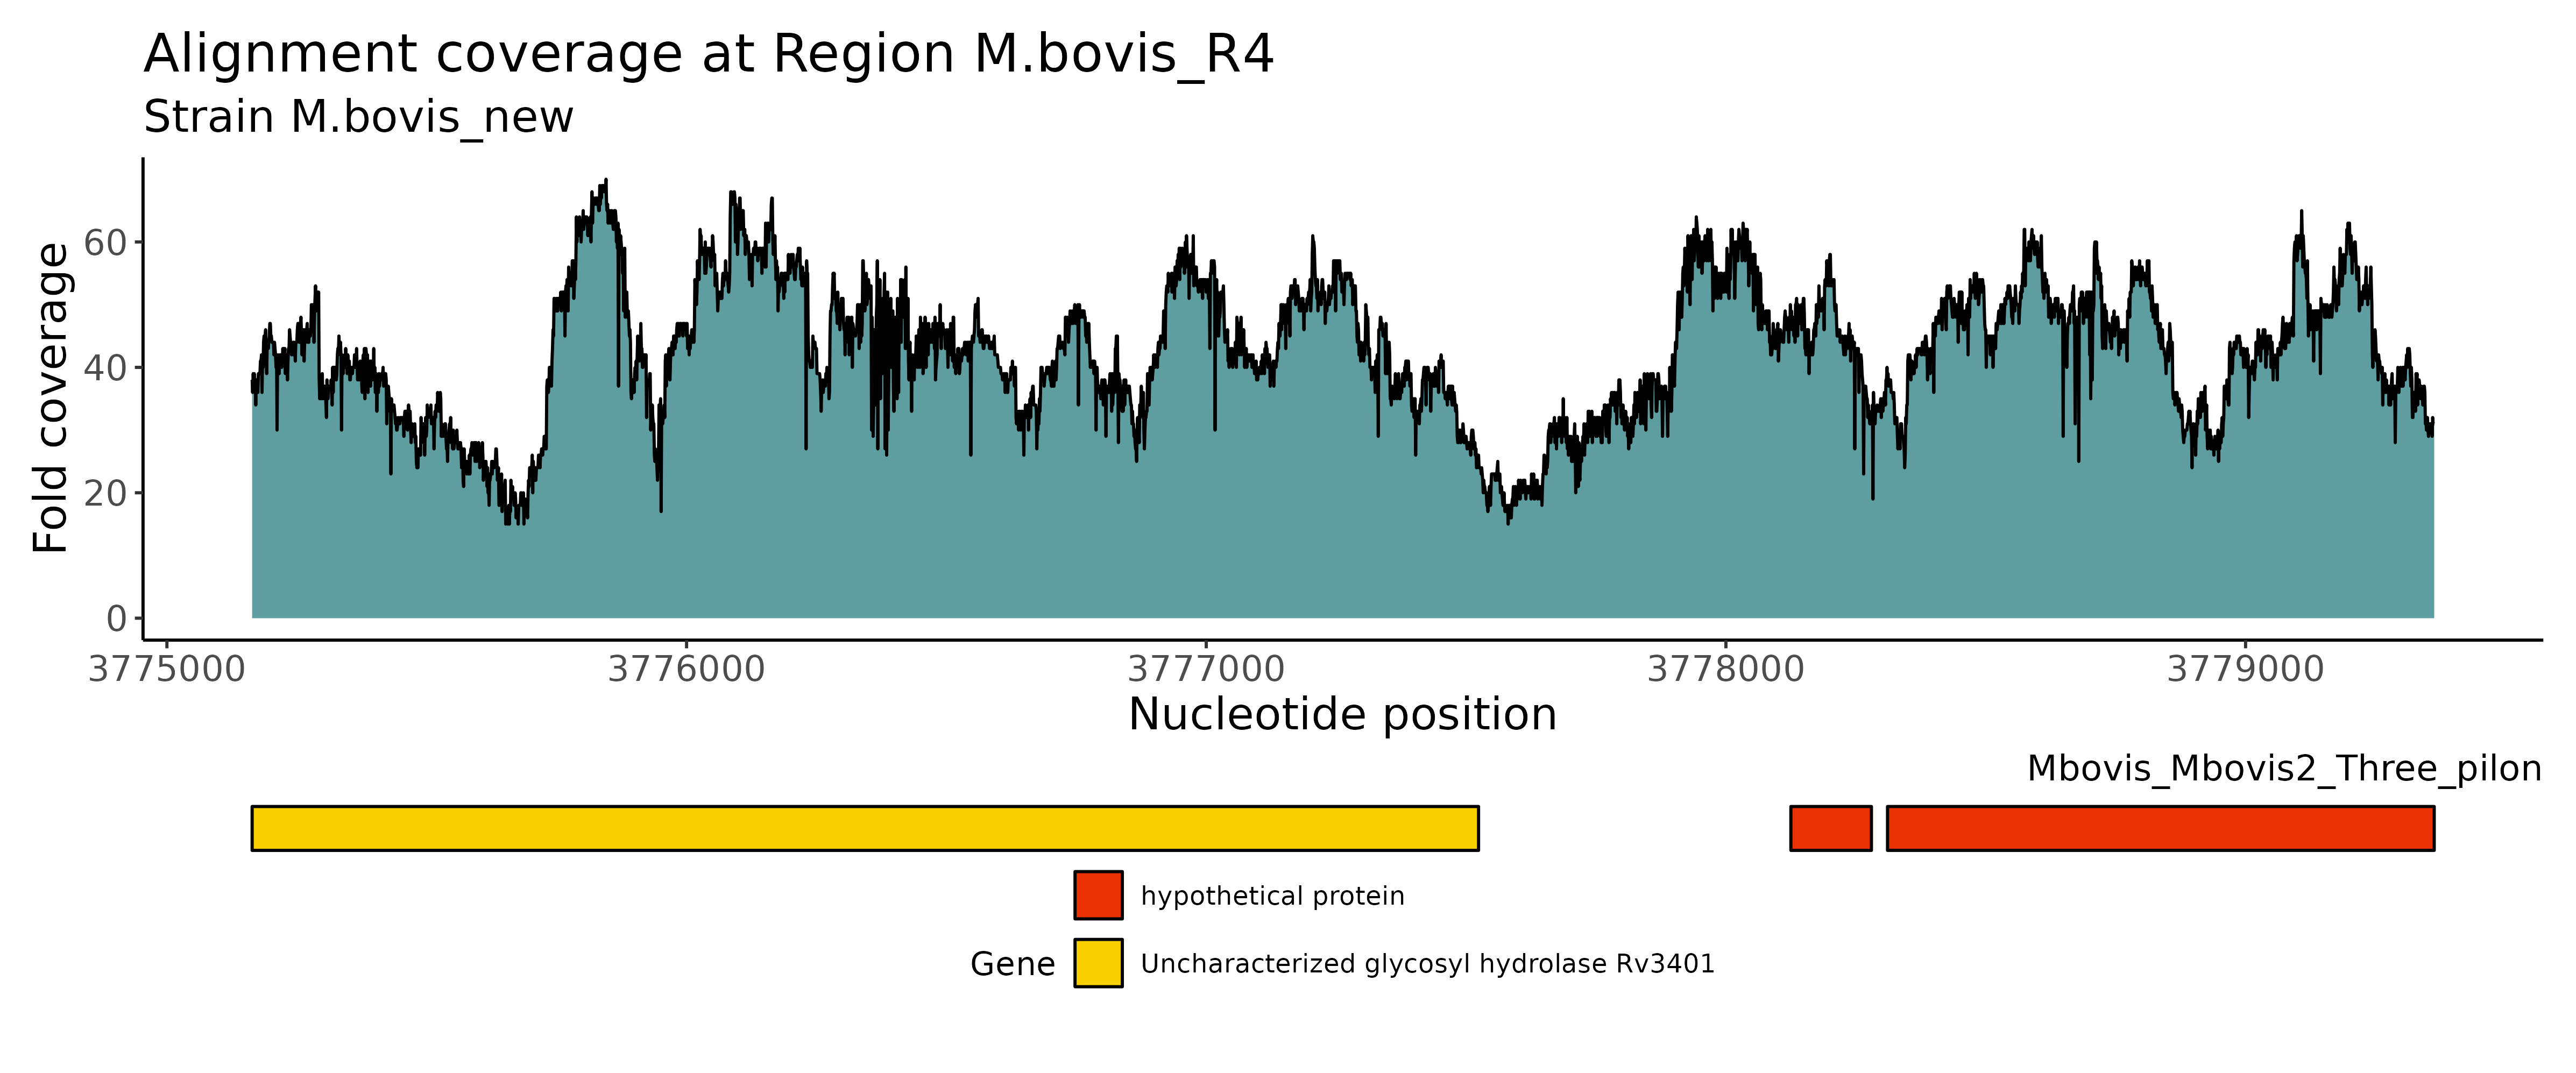 Alignment coverage at Region M.bovis_R4
Strain M.bovis_new
Fold coverage
60
40
20
0
3775000 3776000 3777000 3778000 3779000
Nucleotide position
Mbovis_Mbovis2_Three_pilon
hypothetical protein
Gene Uncharacterized glycosyl hydrolase Rv3401